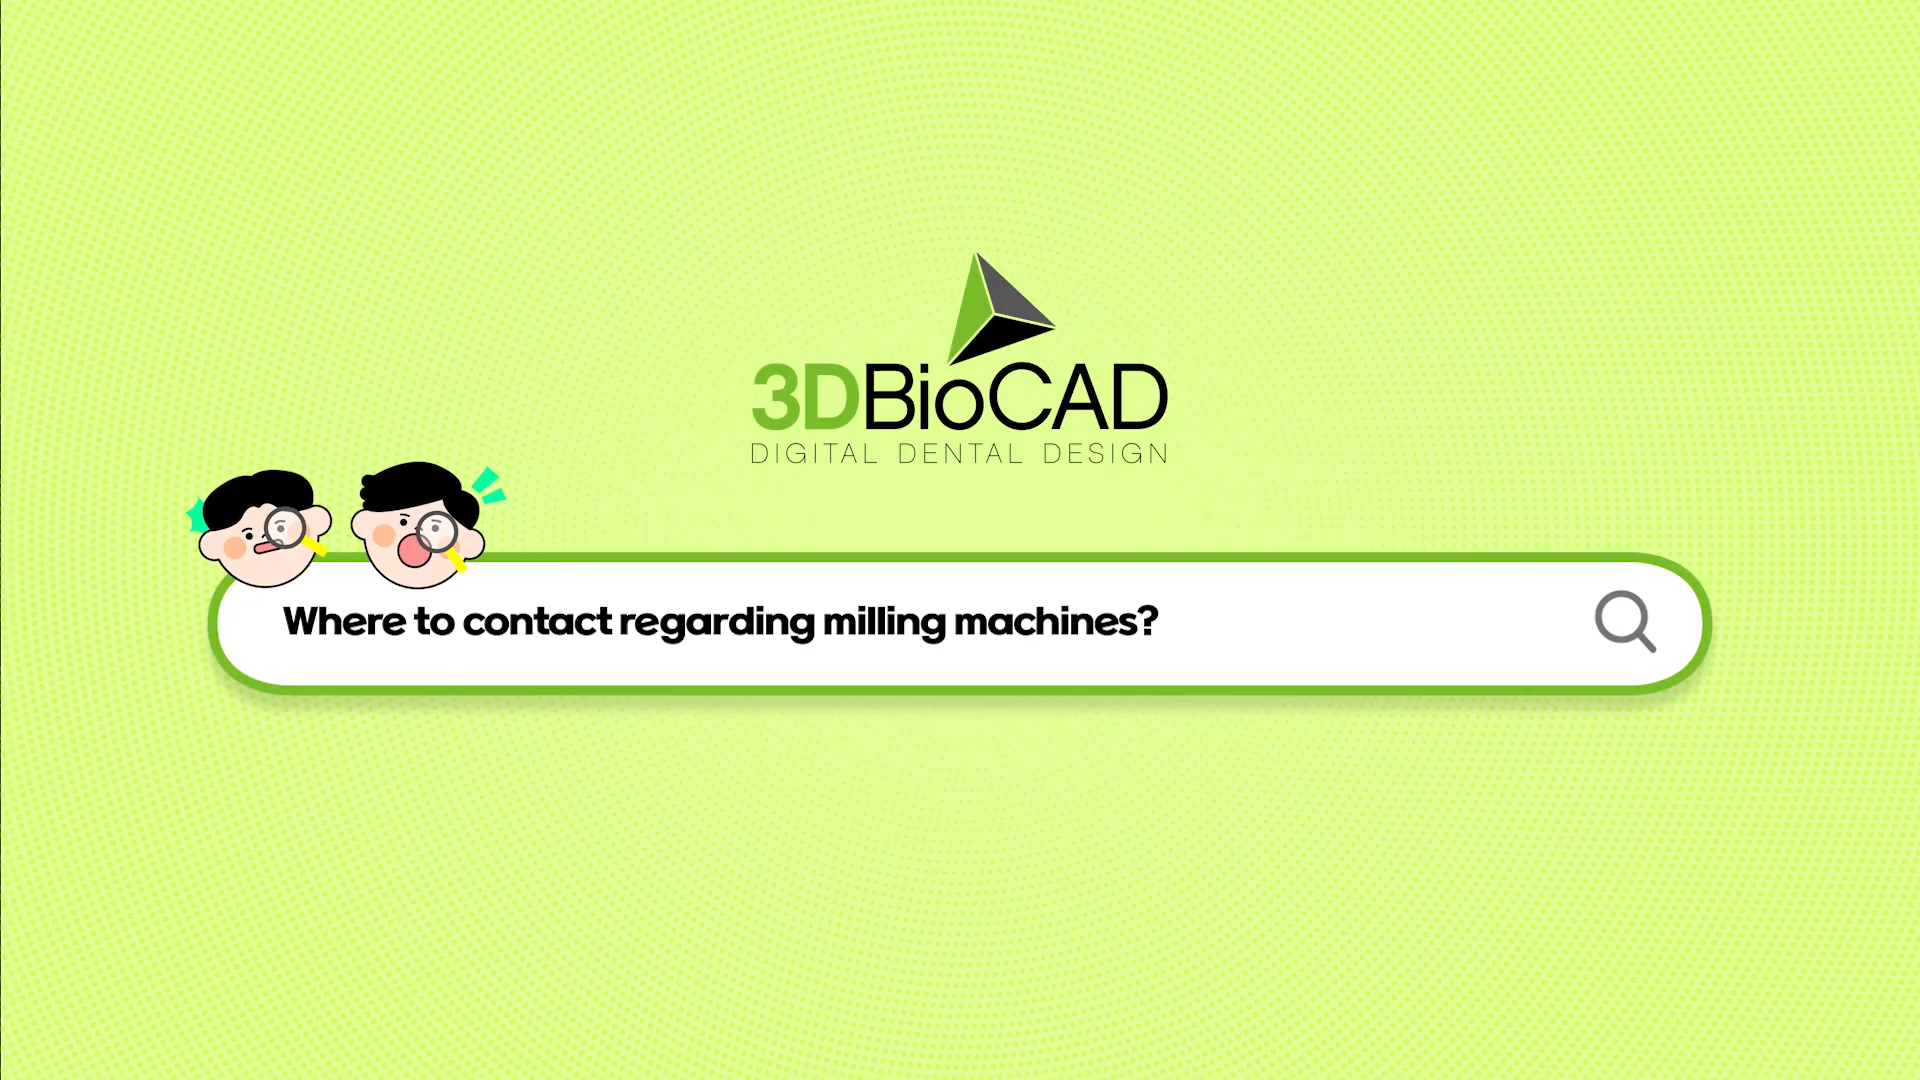 3DBioCAD
DIGITAL DENTAL DESIGN
Where to contact regarding milling machines?